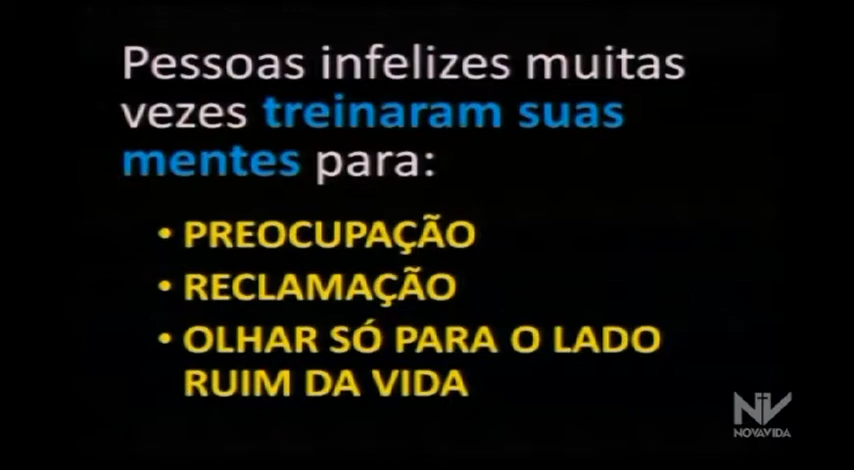 Pessoas infelizes muitas
vezes treinaram suas
mentes para:
• PREOCUPAÇÃO
• RECLAMAÇÃO
• OLHAR SÓ PARA O LADO
RUIM DA VIDA
NV
NOVAVIDA